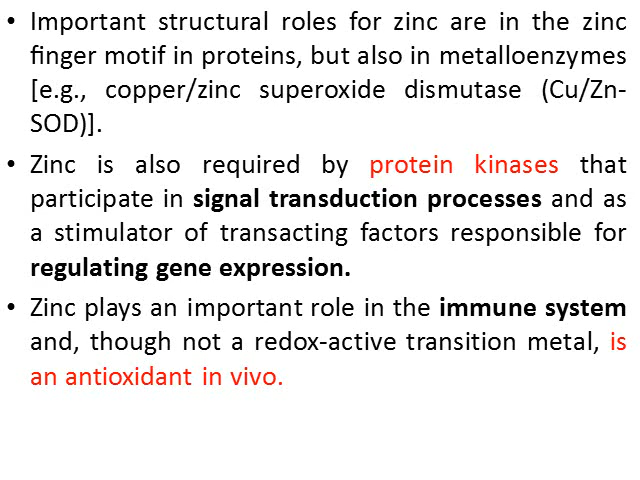 • Important structural roles for zinc are in the zinc
finger motif in proteins, but also in metalloenzymes
[e.g., copper/zinc superoxide dismutase (Cu/Zn-
SOD)].
• Zinc is also required by protein kinases that
participate in signal transduction processes and as
a stimulator of transacting factors responsible for
regulating gene expression.
• Zinc plays an important role in the immune system
and, though not a redox-active transition metal, is
an antioxidant in vivo.